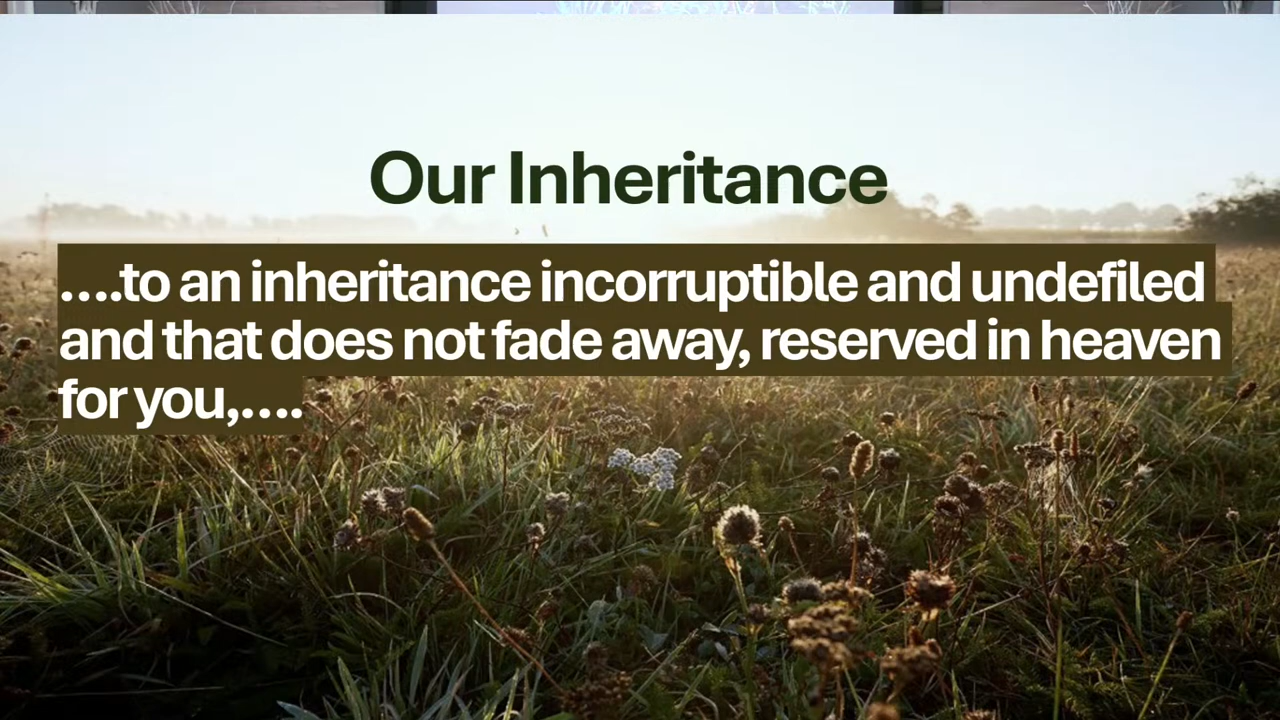 Our Inheritance
….to an inheritance incorruptible and undefiled
and that does not fade away, reserved in heaven
for you,….